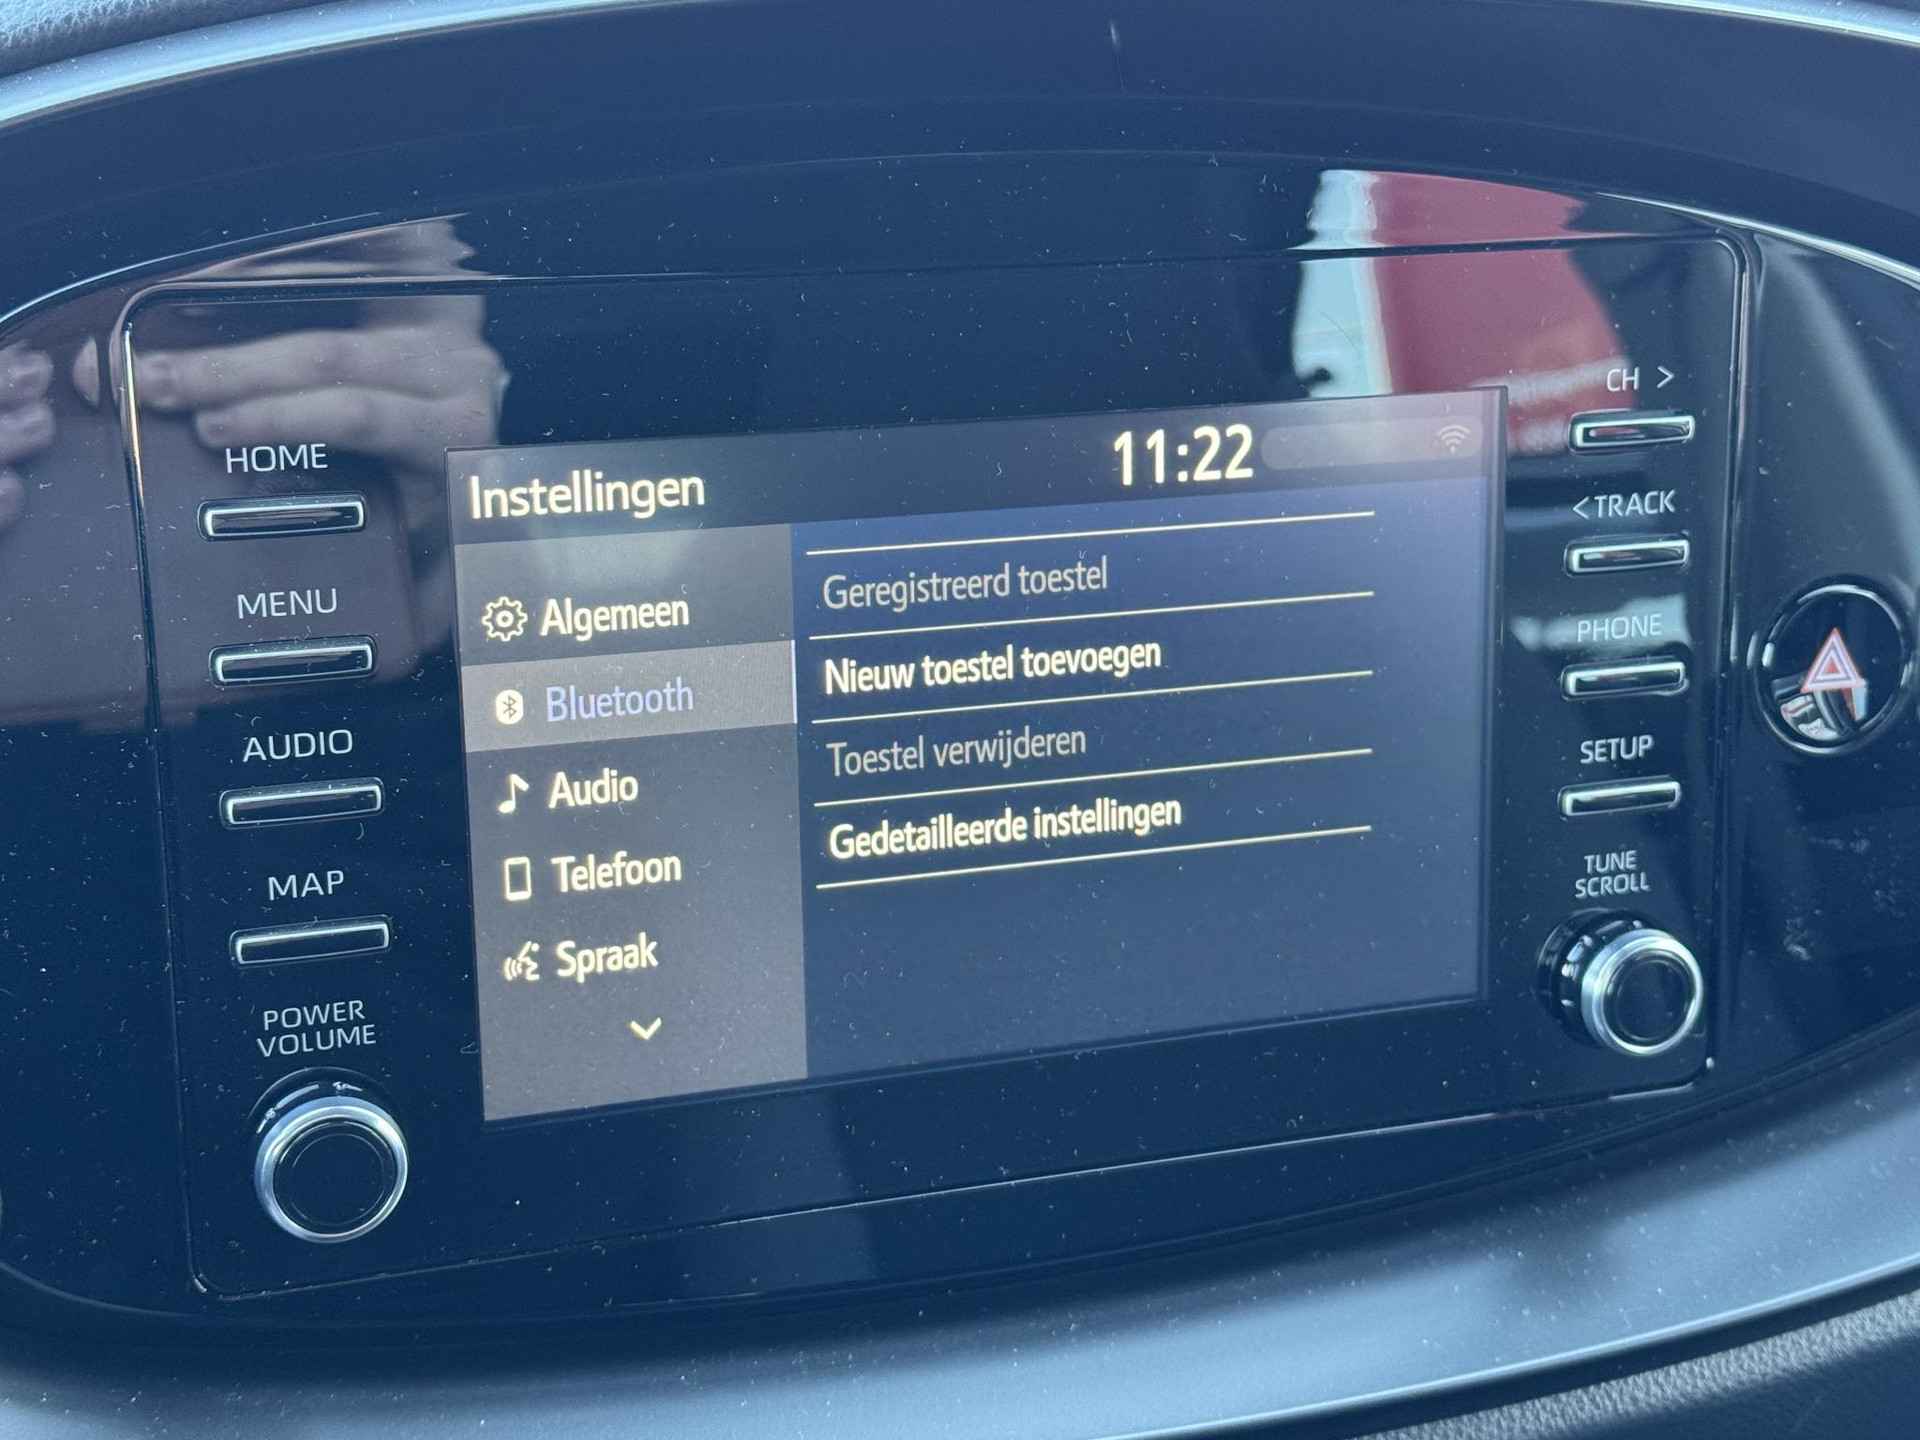 HOME
MENU
AUDIO
MAP
POWER
VOLUME
Instellingen
11:22
Algemeen
Bluetooth
Audio
Telefoon
Spraak
Geregistreerd toestel
Nieuw toestel toevoegen
Toestel verwijderen
Gedetailleerde instellingen
CH >
< TRACK
PHONE
SETUP
TUNE
SCROLL